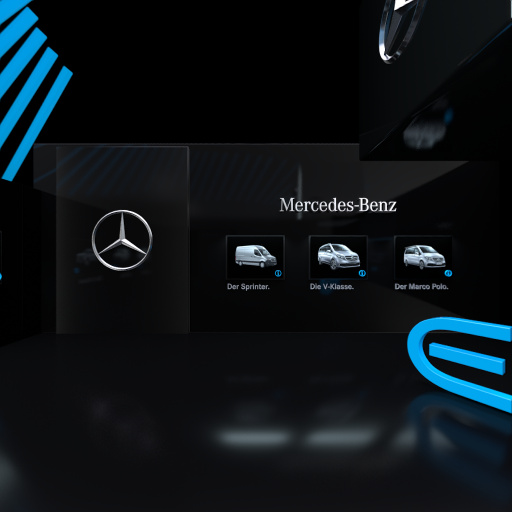 Mercedes-Benz
Der Sprinter.
Die V-Klasse.
Der Marco Polo.